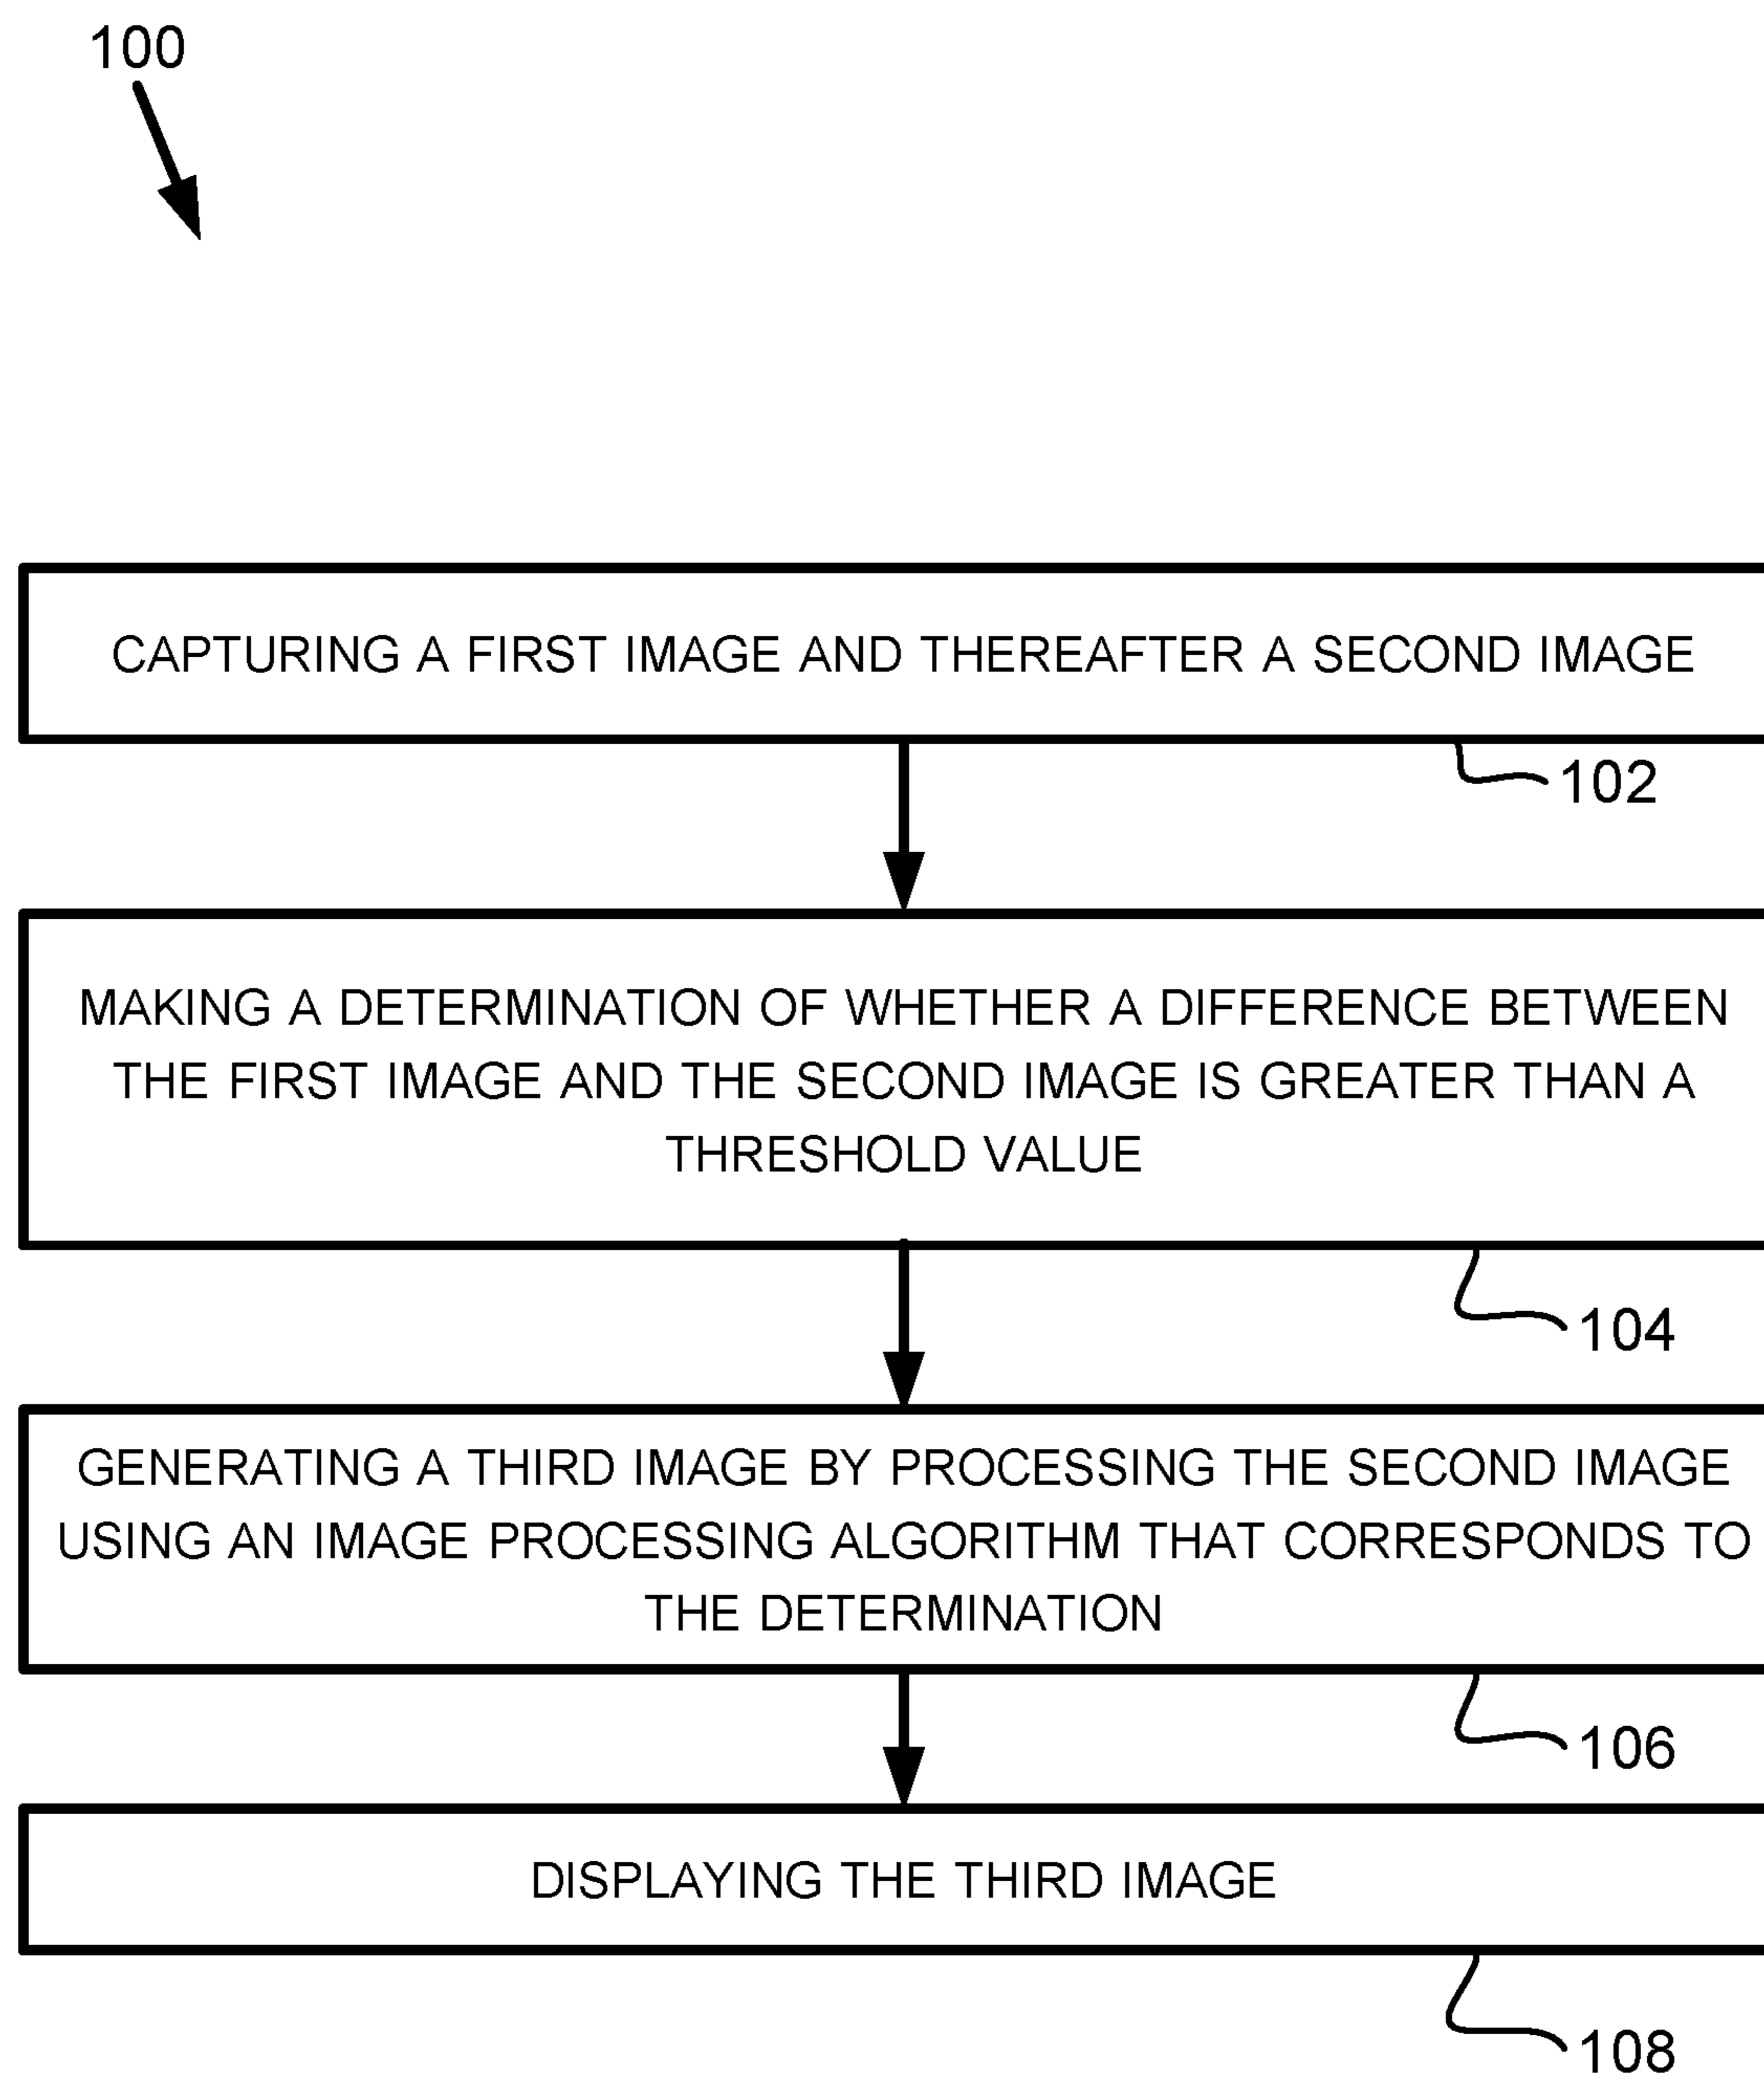 100
CAPTURING A FIRST IMAGE AND THEREAFTER A SECOND IMAGE
102
MAKING A DETERMINATION OF WHETHER A DIFFERENCE BETWEEN
THE FIRST IMAGE AND THE SECOND IMAGE IS GREATER THAN A
THRESHOLD VALUE
104
GENERATING A THIRD IMAGE BY PROCESSING THE SECOND IMAGE
USING AN IMAGE PROCESSING ALGORITHM THAT CORRESPONDS TO
THE DETERMINATION
106
DISPLAYING THE THIRD IMAGE
108